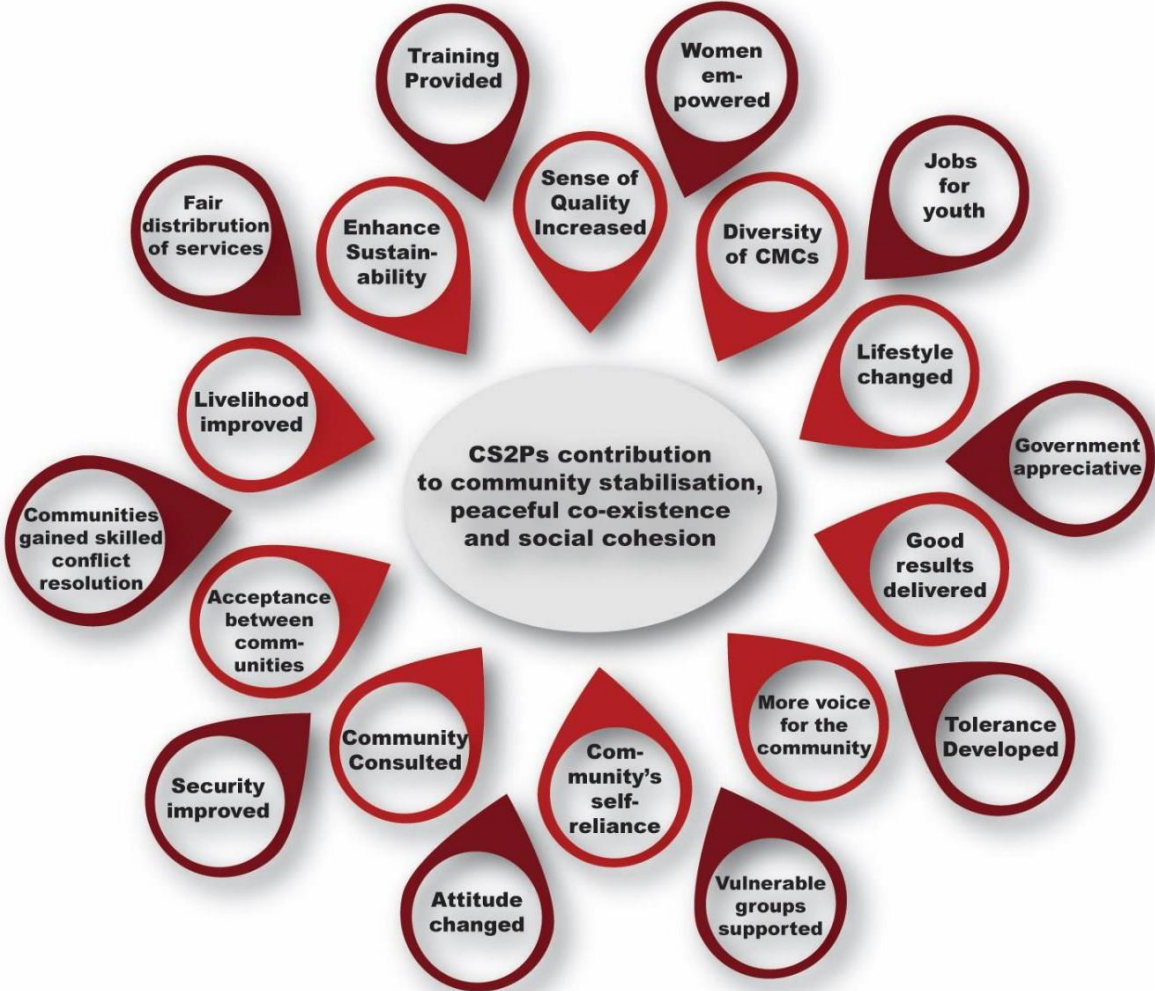 Training
Provided
Women
em-
powered
Jobs
for
youth
Fair
distribrution
of services
Enhance
Sustain-
ability
Sense of
Quality
Increased
Diversity
of CMCs
Lifestyle
changed
Livelihood
improved
Government
appreciative
CS2Ps contribution
to community stabilisation,
peaceful co-existence
and social cohesion
Communities
gained skilled
conflict
resolution
Good
results
delivered
Acceptance
between
comm-
unities
More voice
for the
community
Tolerance
Developed
Community
Consulted
Com-
munity’s
self-
reliance
Security
improved
Attitude
changed
Vulnerable
groups
supported